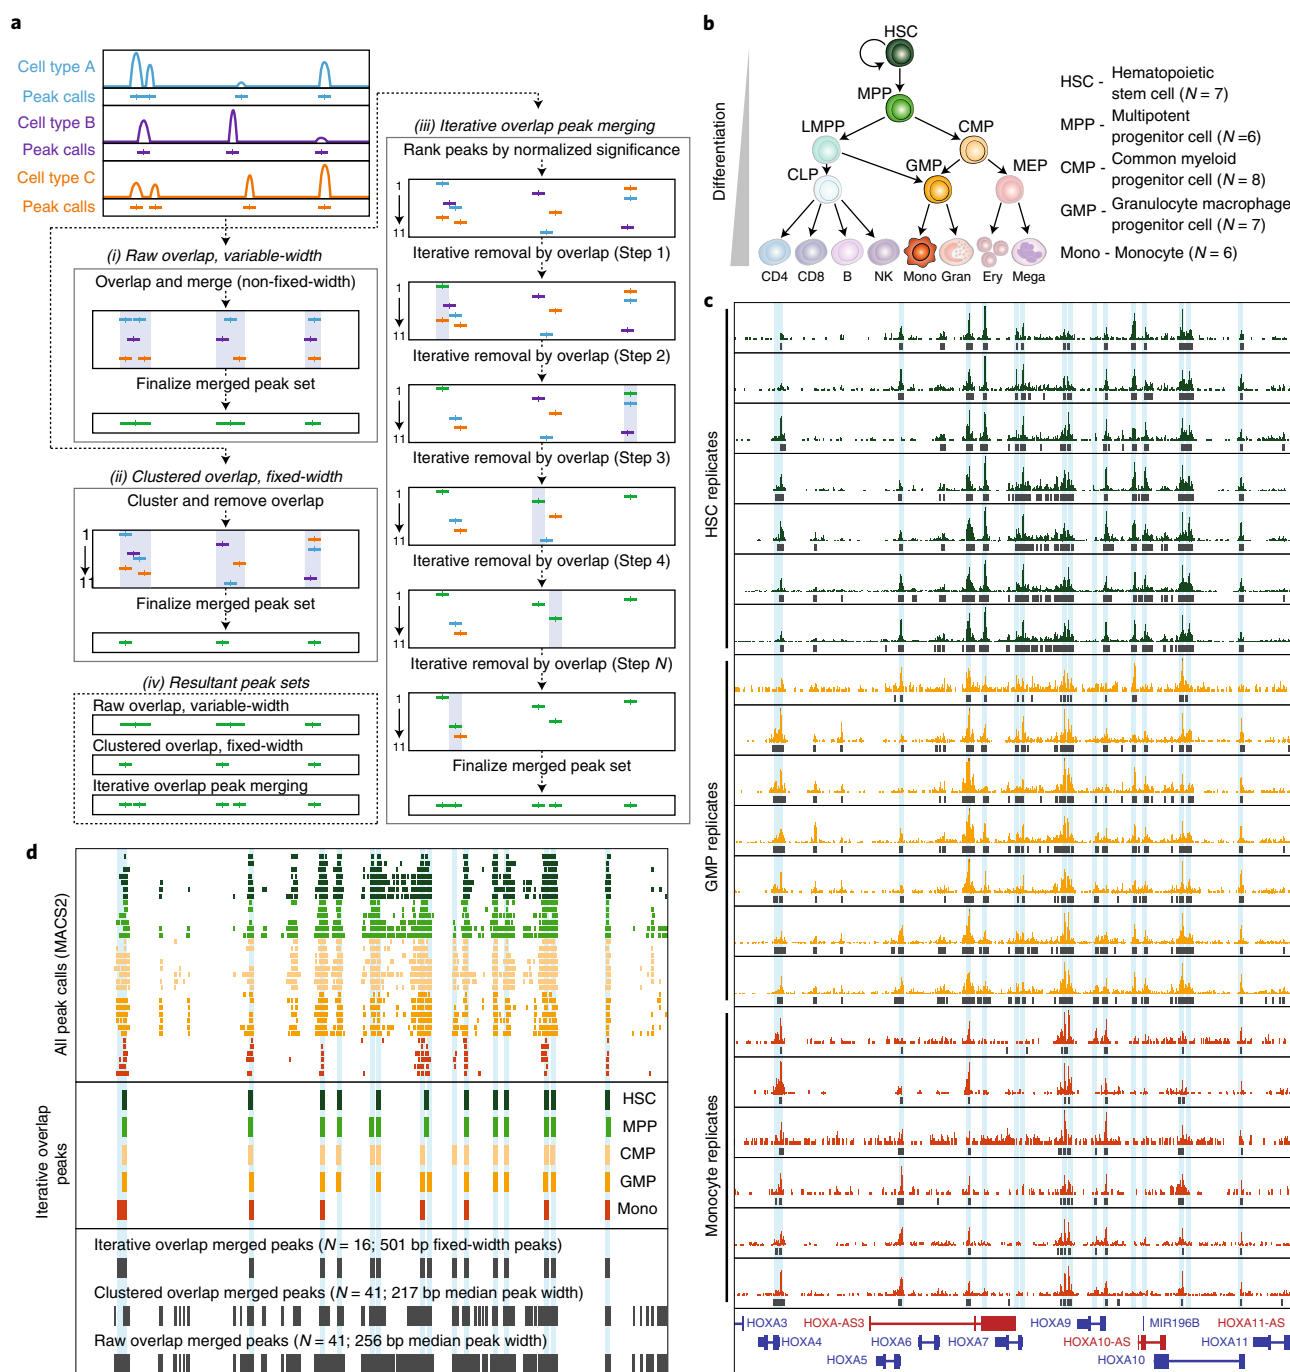 a
Cell type A
Peak calls
Cell type B
Peak calls
Cell type C
Peak calls
(i) Raw overlap, variable-width
Overlap and merge (non-fixed-width)
Finalize merged peak set
(ii) Clustered overlap, fixed-width
Cluster and remove overlap
1
11
Finalize merged peak set
(iv) Resultant peak sets
Raw overlap, variable-width
Clustered overlap, fixed-width
Iterative overlap peak merging
(iii) Iterative overlap peak merging
Rank peaks by normalized significance
1
11
Iterative removal by overlap (Step 1)
1
11
Iterative removal by overlap (Step 2)
1
11
Iterative removal by overlap (Step 3)
1
11
Iterative removal by overlap (Step 4)
1
11
Iterative removal by overlap (Step N)
1
11
Finalize merged peak set
b
Differentiation
HSC
MPP
LMPP
CMP
CLP
GMP
MEP
CD4 CD8 B NK Mono Gran Ery Mega
HSC - Hematopoietic
stem cell (N = 7)
MPP - Multipotent
progenitor cell (N =6)
CMP - Common myeloid
progenitor cell (N = 8)
GMP - Granulocyte macrophage
progenitor cell (N = 7)
Mono - Monocyte (N = 6)
c
HSC replicates
GMP replicates
Monocyte replicates
HOXA3 HOXA-AS3 HOXA9 MIR196B HOXA11-AS
HOXA4 HOXA6 HOXA7 HOXA10-AS HOXA11
HOXA5 HOXA10
d
All peak calls (MACS2)
Iterative overlap
peaks
HSC
MPP
CMP
GMP
Mono
Iterative overlap merged peaks (N = 16; 501 bp fixed-width peaks)
Clustered overlap merged peaks (N = 41; 217 bp median peak width)
Raw overlap merged peaks (N = 41; 256 bp median peak width)